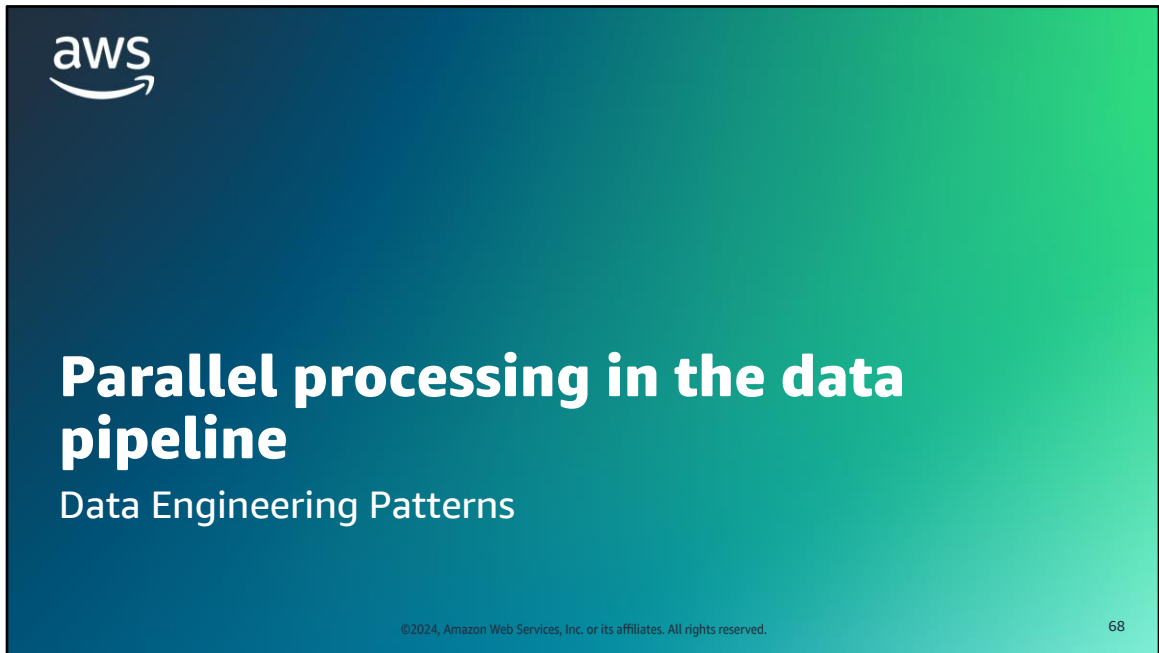 aws
Parallel processing in the data
pipeline
Data Engineering Patterns
©2024, Amazon Web Services, Inc. or its affiliates. All rights reserved.
68